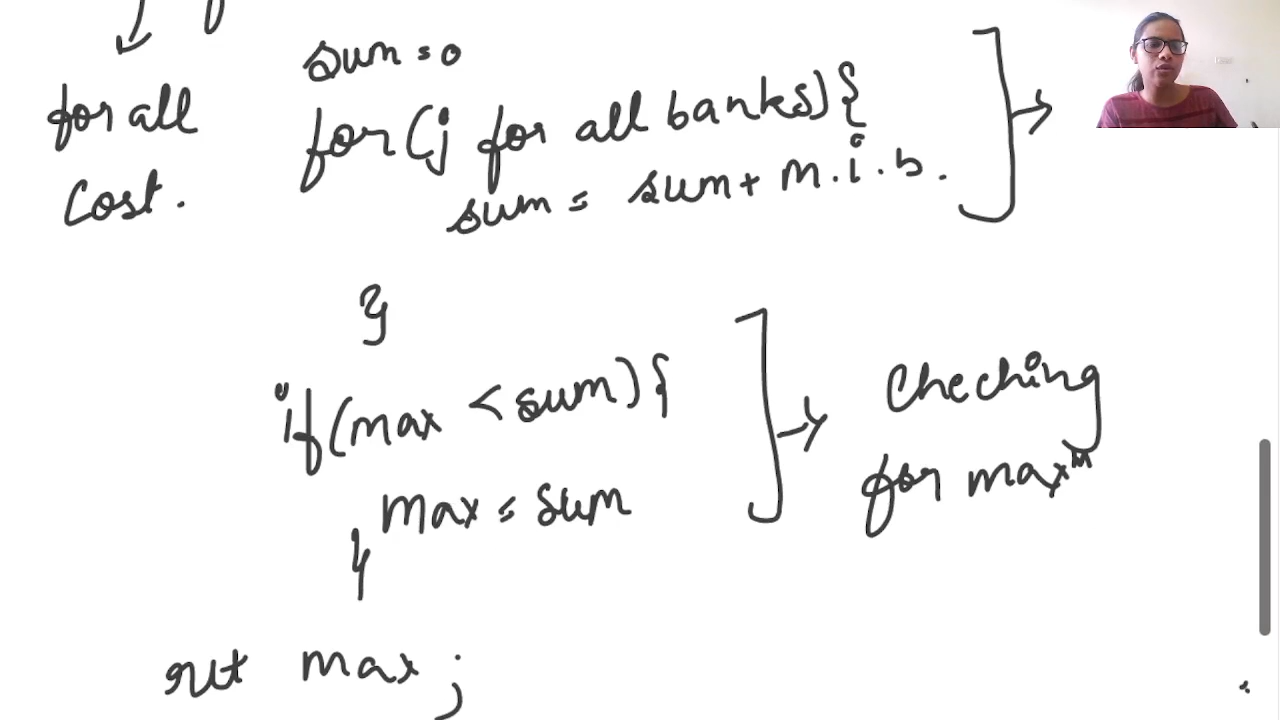 for all
cost.
sum = 0
for (j for all banks) {
sum = sum + m.i.b.
}
if (max < sum) {
max = sum
}
checking
for maxᵐ
ret max ;